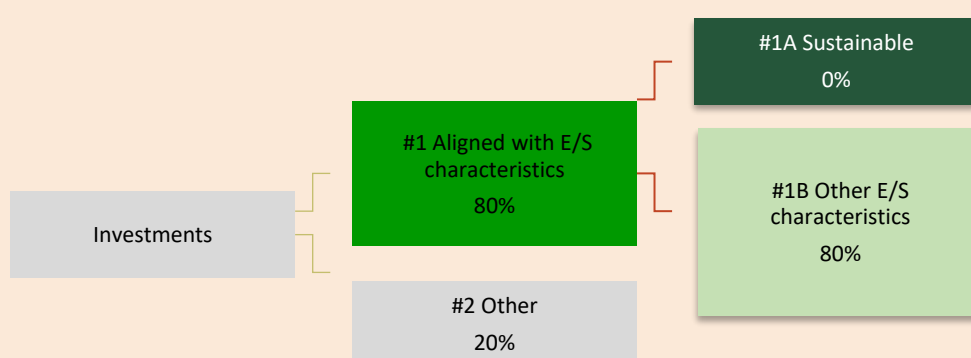 Investments
#1 Aligned with E/S
characteristics
80%
#2 Other
20%
#1A Sustainable
0%
#1B Other E/S
characteristics
80%